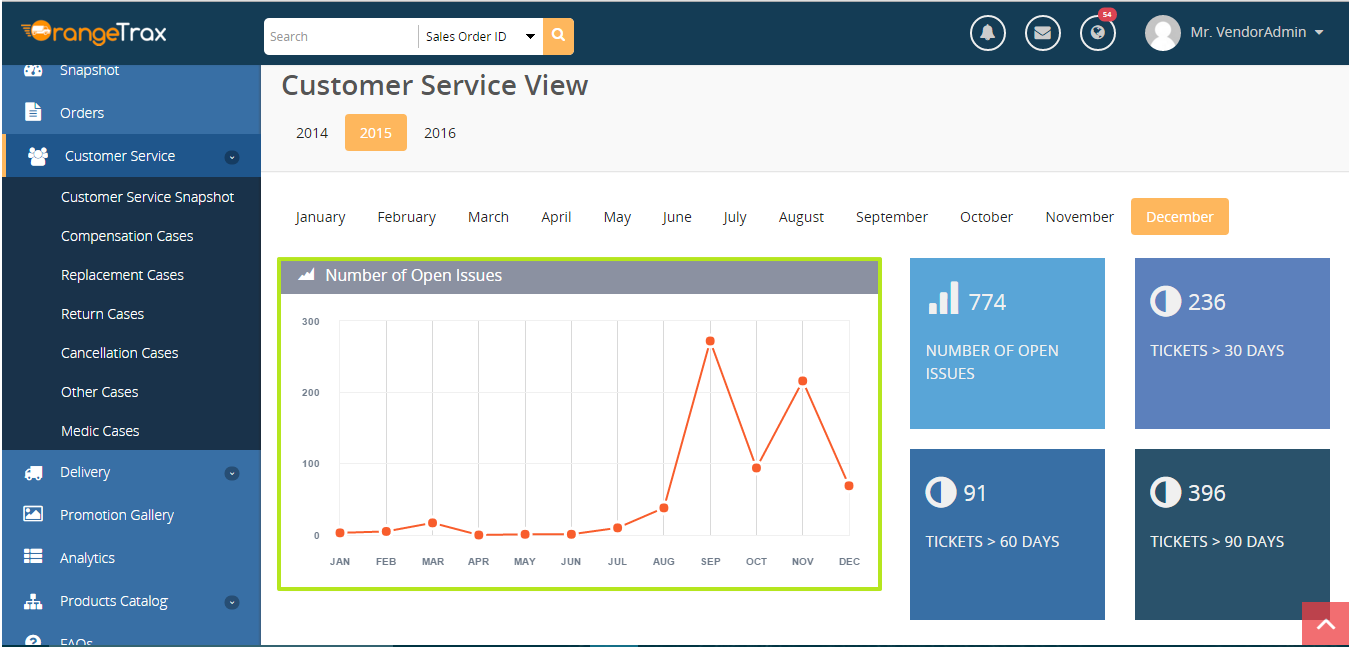 OrangeTrax
Search
Sales Order ID
54
Mr. VendorAdmin
Snapshot
Orders
Customer Service
Customer Service Snapshot
Compensation Cases
Replacement Cases
Return Cases
Cancellation Cases
Other Cases
Medic Cases
Delivery
Promotion Gallery
Analytics
Products Catalog
FAQs
Customer Service View
2014 2015 2016
January February March April May June July August September October November December
Number of Open Issues
300
200
100
0
JAN FEB MAR APR MAY JUN JUL AUG SEP OCT NOV DEC
774
NUMBER OF OPEN
ISSUES
236
TICKETS > 30 DAYS
91
TICKETS > 60 DAYS
396
TICKETS > 90 DAYS